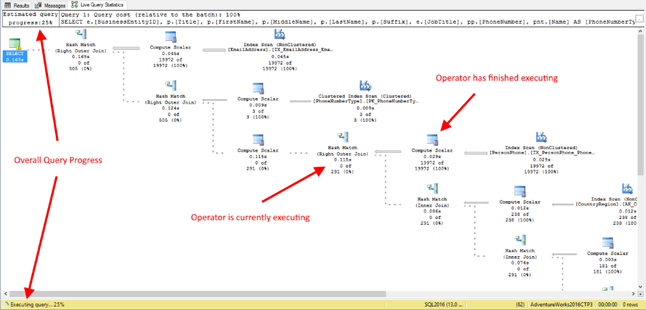 Results Messages Live Query Statistics
Estimated query progress:25%
Query 1: Query cost (relative to the batch): 100%
SELECT e.[BusinessEntityID], p.[Title], p.[FirstName], p.[MiddleName], p.[LastName], p.[Suffix], e.[JobTitle], pp.[PhoneNumber], pnt.[Name] AS [PhoneNumberTy
SELECT
0.167s
Hash Match
(Right Outer Join)
0.169s
0 of
505 (0%)
Compute Scalar
0.046s
19972 of
19972 (100%)
Index Scan (NonClustered)
[EmailAddress].[IX_EmailAddress_Ema…
0.045s
19972 of
19972 (100%)
Operator has finished executing
Hash Match
(Right Outer Join)
0.134s
0 of
505 (0%)
Compute Scalar
0.009s
3 of
3 (100%)
Clustered Index Scan (Clustered)
[PhoneNumberType].[PK_PhoneNumberTy…
0.009s
3 of
3 (100%)
Overall Query Progress
Compute Scalar
0.115s
0 of
291 (0%)
Hash Match
(Right Outer Join)
0.115s
0 of
291 (0%)
Compute Scalar
0.029s
19972 of
19972 (100%)
Index Scan (NonClustered)
[PersonPhone].[IX_PersonPhone_Phone…
0.029s
19972 of
19972 (100%)
Operator is currently executing
Hash Match
(Inner Join)
0.086s
0 of
291 (0%)
Compute Scalar
0.012s
238 of
238 (100%)
Index Scan (Non
[CountryRegion].[AK_C
0.012s
238 of
238 (100%
Hash Match
(Inner Join)
0.075s
0 of
291 (0%)
Compute Scalar
0.003s
181 of
181 (100%)
Executing query... 25%
SQL2016 (13.0 ...
(62)
AdventureWorks2016CTP3
00:00:00
0 rows